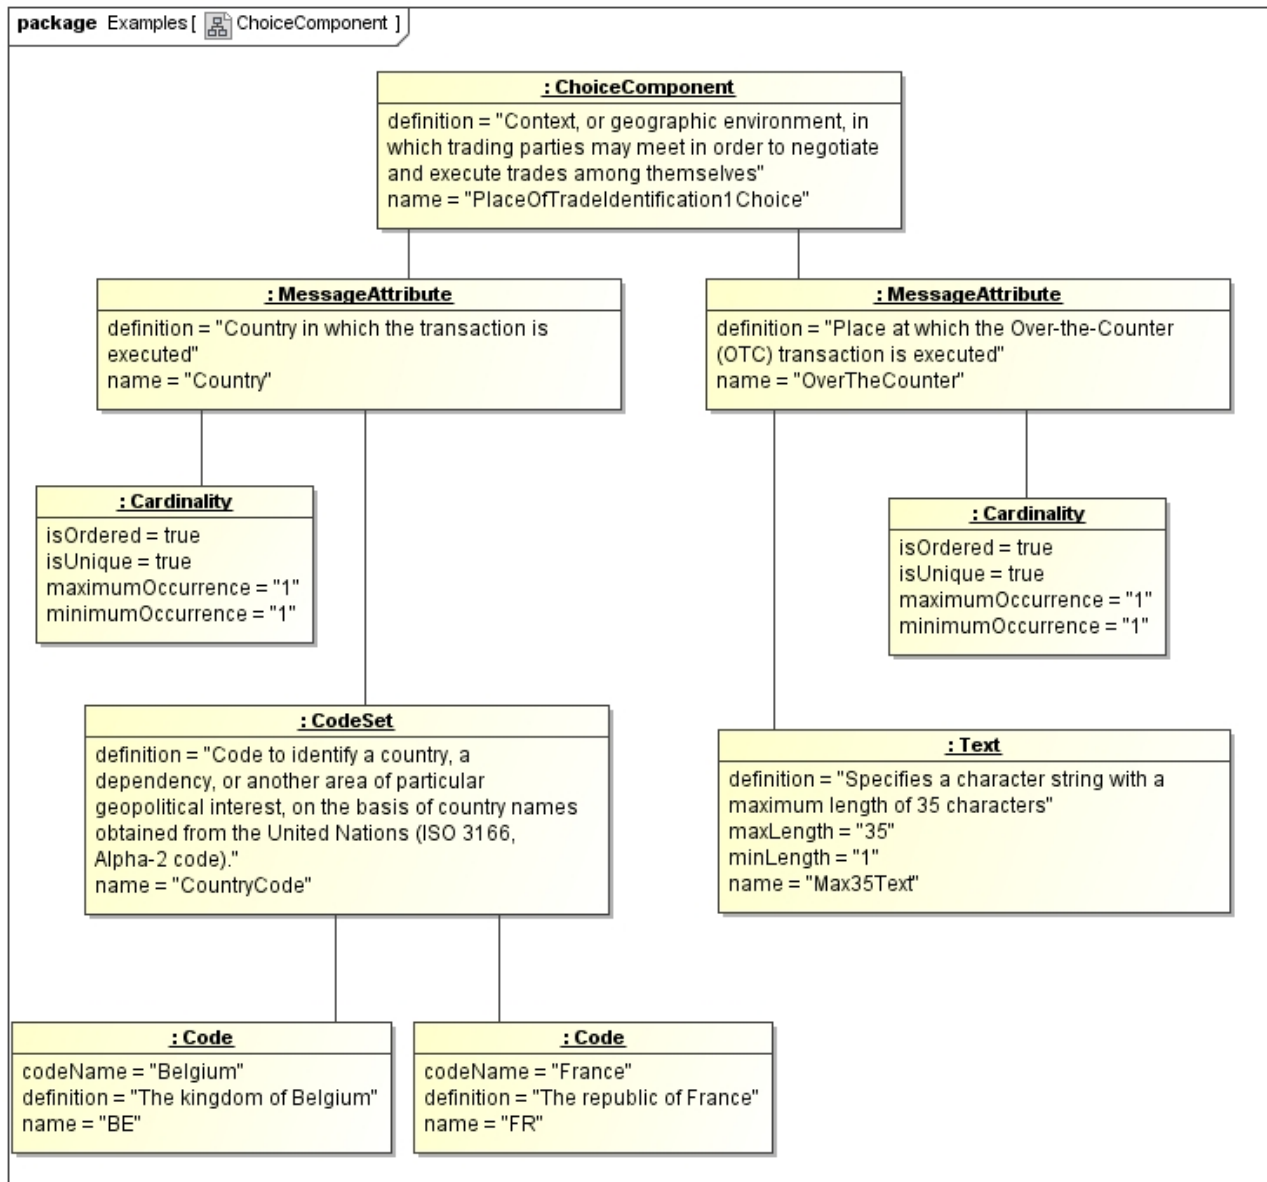 package Examples [ ChoiceComponent ]
: ChoiceComponent
definition = "Context, or geographic environment, in
which trading parties may meet in order to negotiate
and execute trades among themselves"
name = "PlaceOfTradeIdentification1Choice"
: MessageAttribute
definition = "Country in which the transaction is
executed"
name = "Country"
: MessageAttribute
definition = "Place at which the Over-the-Counter
(OTC) transaction is executed"
name = "OverTheCounter"
: Cardinality
isOrdered = true
isUnique = true
maximumOccurrence = "1"
minimumOccurrence = "1"
: Cardinality
isOrdered = true
isUnique = true
maximumOccurrence = "1"
minimumOccurrence = "1"
: CodeSet
definition = "Code to identify a country, a
dependency, or another area of particular
geopolitical interest, on the basis of country names
obtained from the United Nations (ISO 3166,
Alpha-2 code)."
name = "CountryCode"
: Text
definition = "Specifies a character string with a
maximum length of 35 characters"
maxLength = "35"
minLength = "1"
name = "Max35Text"
: Code
codeName = "Belgium"
definition = "The kingdom of Belgium"
name = "BE"
: Code
codeName = "France"
definition = "The republic of France"
name = "FR"